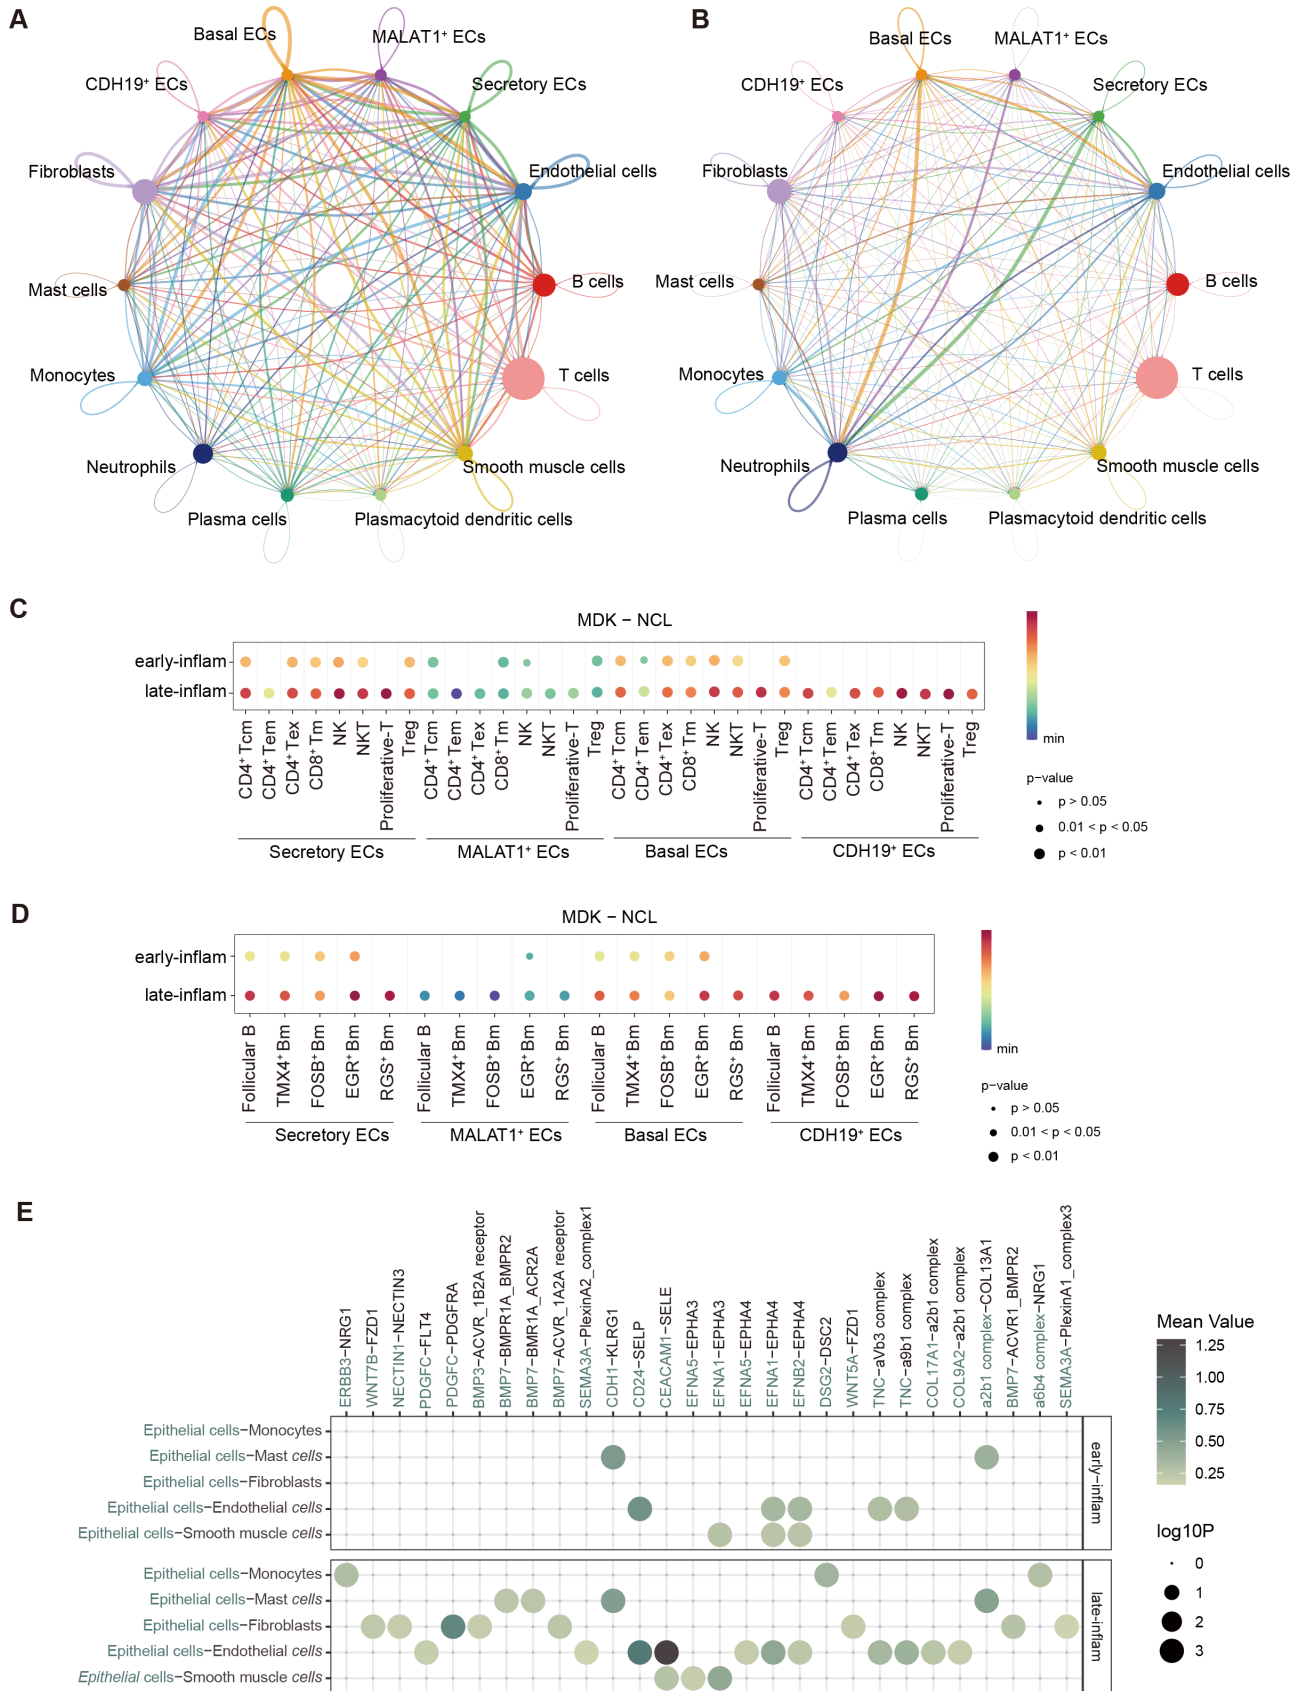 A
Basal ECs
MALAT1⁺ ECs
CDH19⁺ ECs
Secretory ECs
Fibroblasts
Endothelial cells
Mast cells
B cells
Monocytes
T cells
Neutrophils
Smooth muscle cells
Plasma cells
Plasmacytoid dendritic cells
B
Basal ECs
MALAT1⁺ ECs
CDH19⁺ ECs
Secretory ECs
Fibroblasts
Endothelial cells
Mast cells
B cells
Monocytes
T cells
Neutrophils
Smooth muscle cells
Plasma cells
Plasmacytoid dendritic cells
C
MDK − NCL
early-inflam
late-inflam
CD4⁺ Tcm
CD4⁺ Tem
CD4⁺ Tex
CD8⁺ Tm
NK
NKT
Proliferative-T
Treg
CD4⁺ Tcm
CD4⁺ Tem
CD4⁺ Tex
CD8⁺ Tm
NK
NKT
Proliferative-T
Treg
CD4⁺ Tcm
CD4⁺ Tem
CD4⁺ Tex
CD8⁺ Tm
NK
NKT
Proliferative-T
Treg
CD4⁺ Tcm
CD4⁺ Tem
CD4⁺ Tex
CD8⁺ Tm
NK
NKT
Proliferative-T
Treg
Secretory ECs
MALAT1⁺ ECs
Basal ECs
CDH19⁺ ECs
min
p−value
p > 0.05
0.01 < p < 0.05
p < 0.01
D
MDK − NCL
early-inflam
late-inflam
Follicular B
TMX4⁺ Bm
FOSB⁺ Bm
EGR⁺ Bm
RGS⁺ Bm
Follicular B
TMX4⁺ Bm
FOSB⁺ Bm
EGR⁺ Bm
RGS⁺ Bm
Follicular B
TMX4⁺ Bm
FOSB⁺ Bm
EGR⁺ Bm
RGS⁺ Bm
Follicular B
TMX4⁺ Bm
FOSB⁺ Bm
EGR⁺ Bm
RGS⁺ Bm
Secretory ECs
MALAT1⁺ ECs
Basal ECs
CDH19⁺ ECs
min
p−value
p > 0.05
0.01 < p < 0.05
p < 0.01
E
ERBB3−NRG1
WNT7B−FZD1
NECTIN1−NECTIN3
PDGFC−FLT4
PDGFC−PDGFRA
BMP3−ACVR_1B2A receptor
BMP7−BMPR1A_BMPR2
BMP7−BMR1A_ACR2A
BMP7−ACVR_1A2A receptor
SEMA3A−PlexinA2_complex1
CDH1−KLRG1
CD24−SELP
CEACAM1−SELE
EFNA5−EPHA3
EFNA1−EPHA3
EFNA5−EPHA4
EFNA1−EPHA4
EFNB2−EPHA4
DSG2−DSC2
WNT5A−FZD1
TNC−aVb3 complex
TNC−a9b1 complex
COL17A1−a2b1 complex
COL9A2−a2b1 complex
a2b1 complex−COL13A1
BMP7−ACVR1_BMPR2
a6b4 complex−NRG1
SEMA3A−PlexinA1_complex3
Epithelial cells−Monocytes
Epithelial cells−Mast cells
Epithelial cells−Fibroblasts
Epithelial cells−Endothelial cells
Epithelial cells−Smooth muscle cells
early−inflam
Epithelial cells−Monocytes
Epithelial cells−Mast cells
Epithelial cells−Fibroblasts
Epithelial cells−Endothelial cells
Epithelial cells−Smooth muscle cells
late−inflam
Mean Value
1.25
1.00
0.75
0.50
0.25
log10P
0
1
2
3